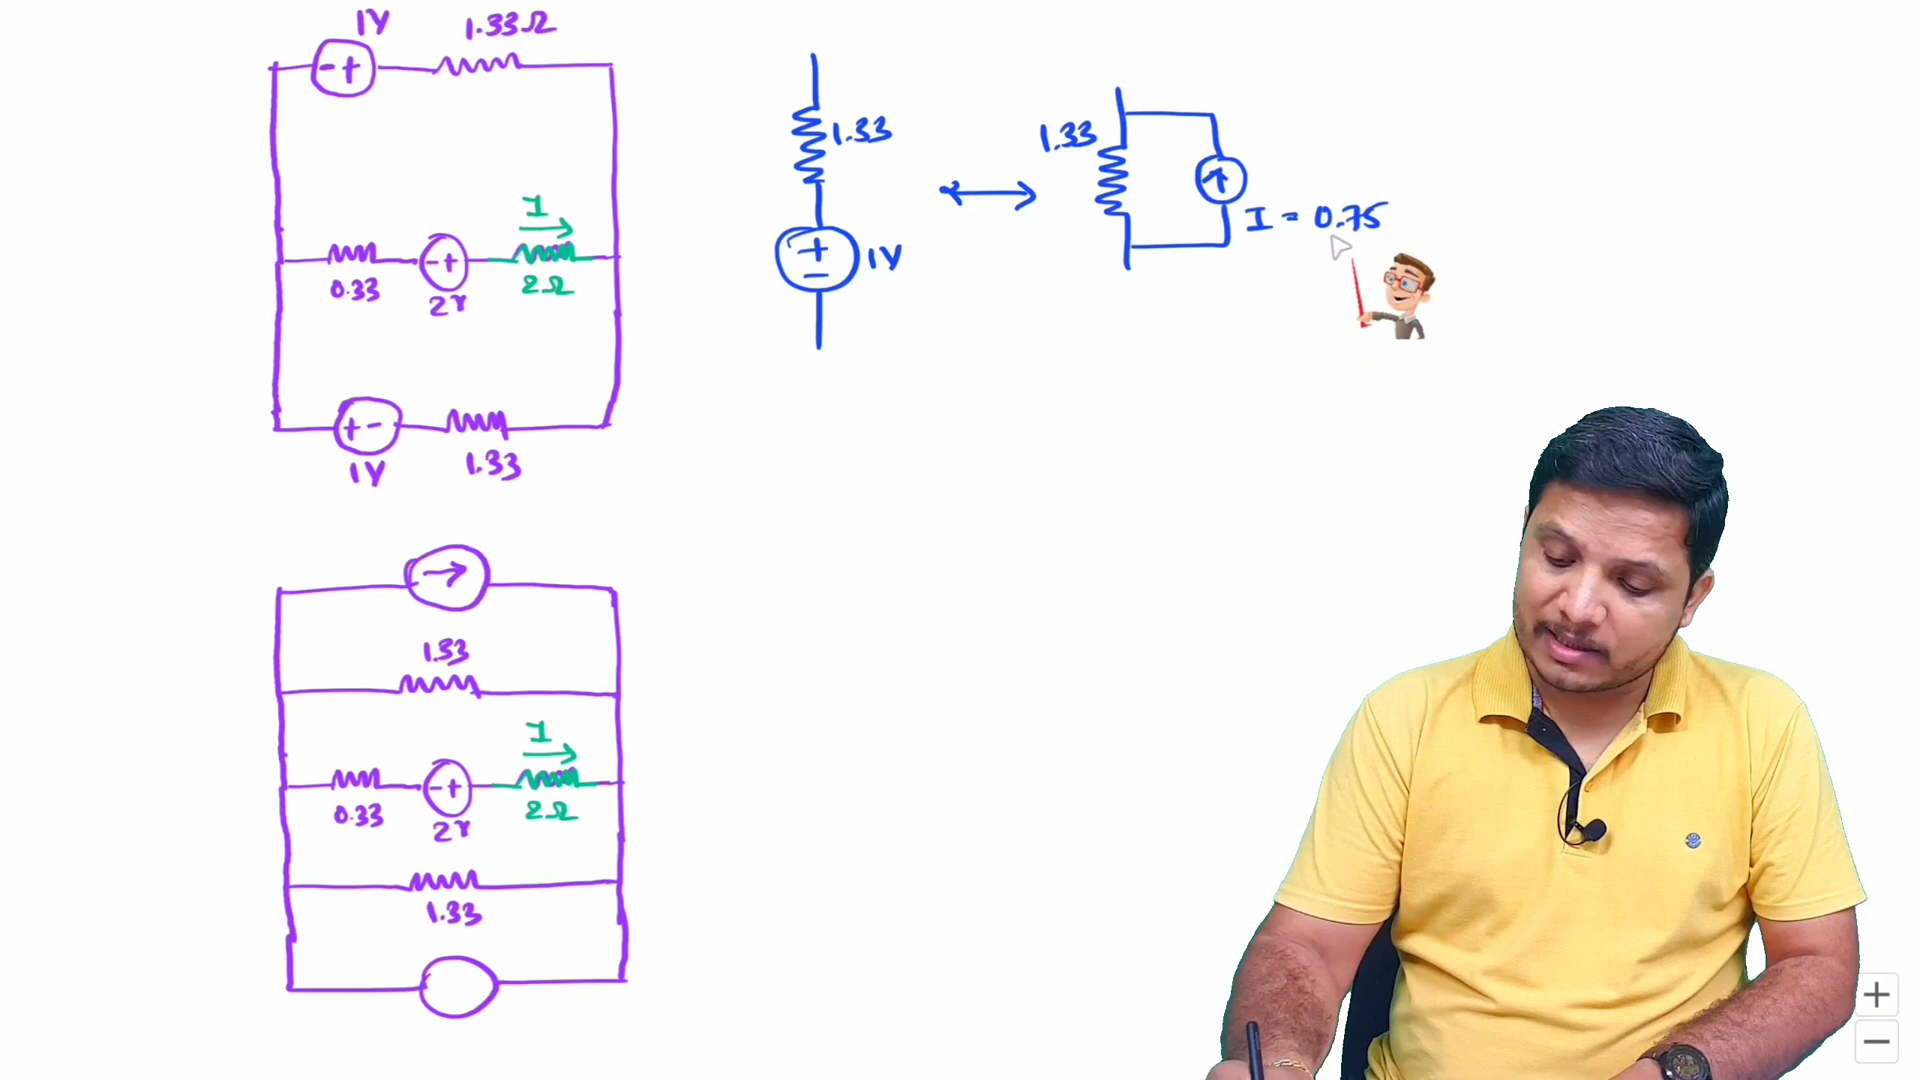 1V 1.33Ω
- +
I
0.33 - + 2V 2Ω
+ -
1V 1.33
1.33
+
-
1V
1.33
I = 0.75
1.33
I
0.33 - + 2V 2Ω
1.33
+
−